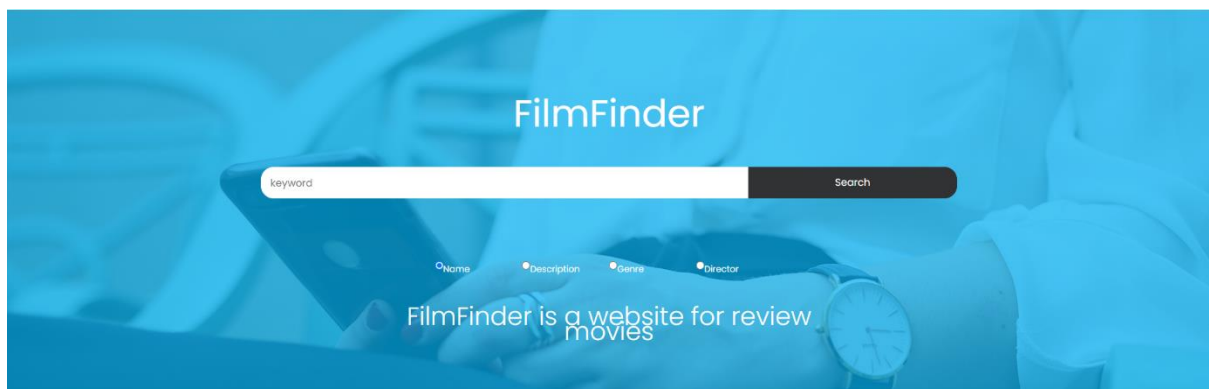 FilmFinder
keyword Search
Name Description Genre Director
FilmFinder is a website for review
movies